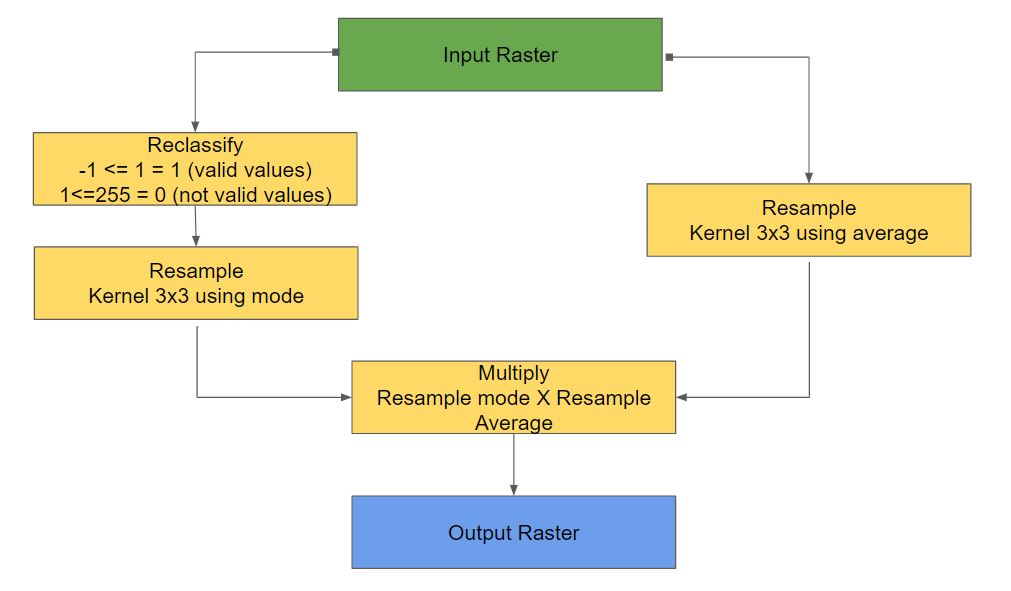 Input Raster
Reclassify
-1 <= 1 = 1 (valid values)
1<=255 = 0 (not valid values)
Resample
Kernel 3x3 using average
Resample
Kernel 3x3 using mode
Multiply
Resample mode X Resample
Average
Output Raster